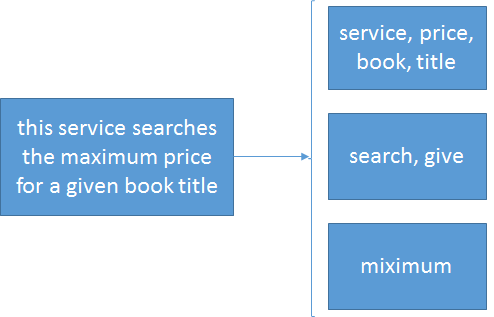 this service searches
the maximum price
for a given book title
service, price,
book, title
search, give
miximum